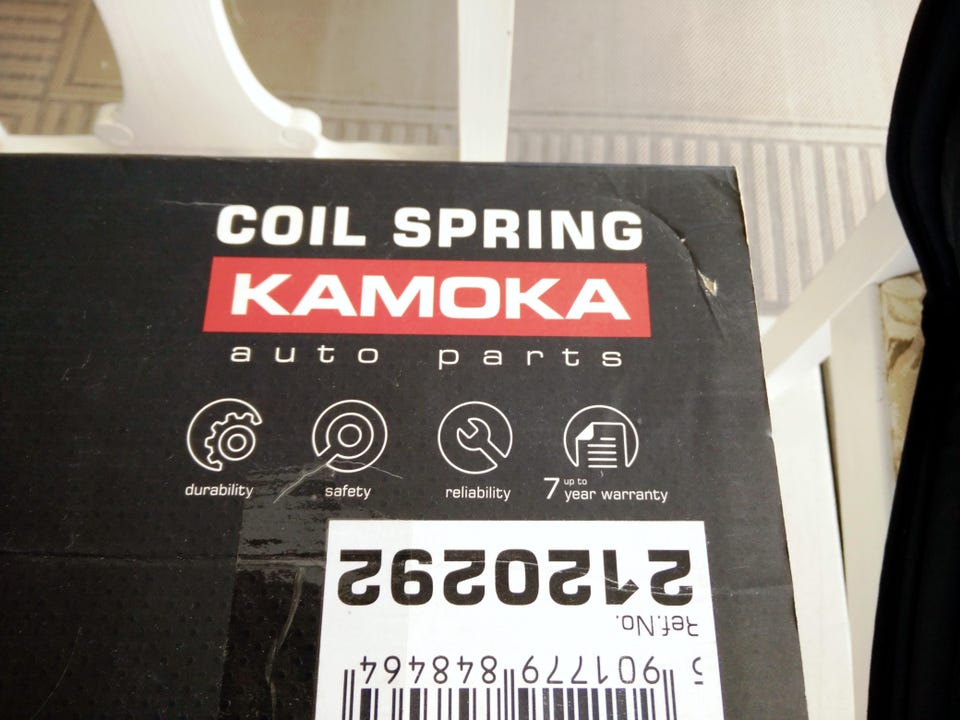 COIL SPRING
KAMOKA
auto parts
durability
safety
reliability
7 up to year warranty
5 901779 848464
Ref.No.
2120292